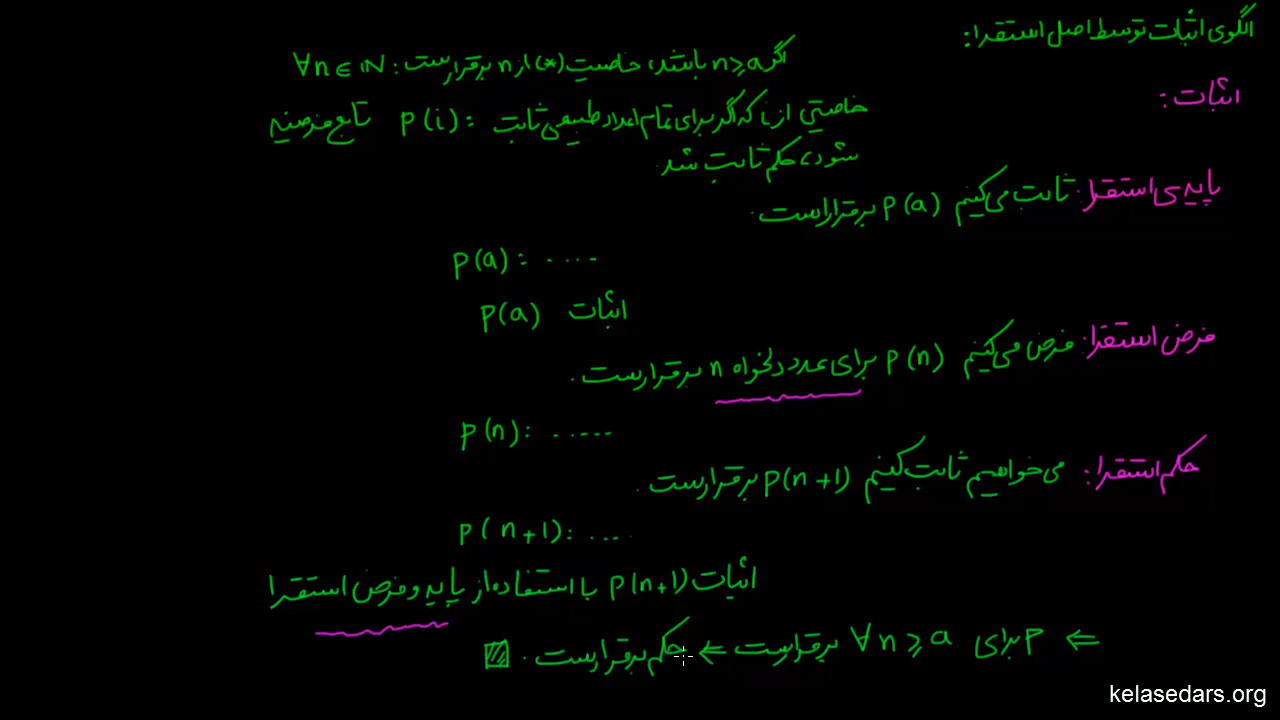 الگوی اثبات توسط اصل استقرا:
∀n∈ℕ : اگر n≥a باشد، خاصیت (*) از n برقرار است
اثبات:
تابع فرضیه P(i) : خاصیتی از i که اگر برای تمام اعداد طبیعی ثابت
شود، حکم ثابت شد.
پایه‌ی استقرا: ثابت می‌کنیم P(a) برقرار است.
P(a): ....
اثبات P(a)
فرض استقرا: فرض می‌کنیم P(n) برای عدد دلخواه n برقرار است.
P(n): .....
حکم استقرا: می‌خواهیم ثابت کنیم P(n+1) برقرار است.
P(n+1): ....
اثبات P(n+1) با استفاده از پایه و فرض استقرا
⇐ P برای ∀n≥a برقرار است ⇐ حکم برقرار است.
kelasedars.org